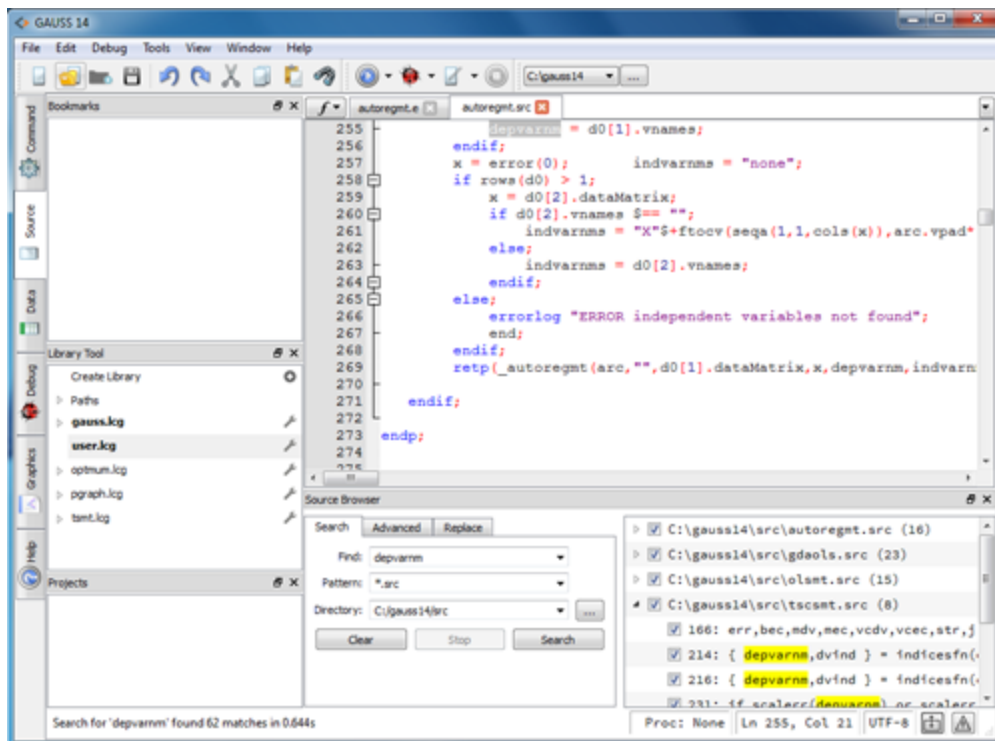 GAUSS 14
File Edit Debug Tools View Window Help
C:\gauss14
Command
Source
Data
Debug
Graphics
Help
Bookmarks
Library Tool
Create Library
Paths
gauss.lcg
user.lcg
optmum.lcg
pgraph.lcg
tsmt.lcg
Projects
autoregmt.e autoregmt.src
255 depvarnm = d0[1].vnames;
256 endif;
257 x = error(0); indvarnms = "none";
258 if rows(d0) > 1;
259 x = d0[2].dataMatrix;
260 if d0[2].vnames $== "";
261 indvarnms = "X"$+ftocv(seqa(1,1,cols(x)),arc.vpad*
262 else;
263 indvarnms = d0[2].vnames;
264 endif;
265 else;
266 errorlog "ERROR independent variables not found";
267 end;
268 endif;
269 retp(_autoregmt(arc,"",d0[1].dataMatrix,x,depvarnm,indvarn
270
271 endif;
272
273 endp;
274
275
Source Browser
Search Advanced Replace
Find: depvarnm
Pattern: *.src
Directory: C:/gauss14/src ...
Clear Stop Search
C:\gauss14\src\autoregmt.src (16)
C:\gauss14\src\gdaols.src (23)
C:\gauss14\src\olsmt.src (15)
C:\gauss14\src\tscsmt.src (8)
166: err,bec,mdv,mec,vcdv,vcec,str,j
214: { depvarnm,dvind } = indicesfn(
216: { depvarnm,dvind } = indicesfn(
231: if scalerr(depvarnm) or scalerr
Search for 'depvarnm' found 62 matches in 0.644s
Proc: None Ln 255, Col 21 UTF-8